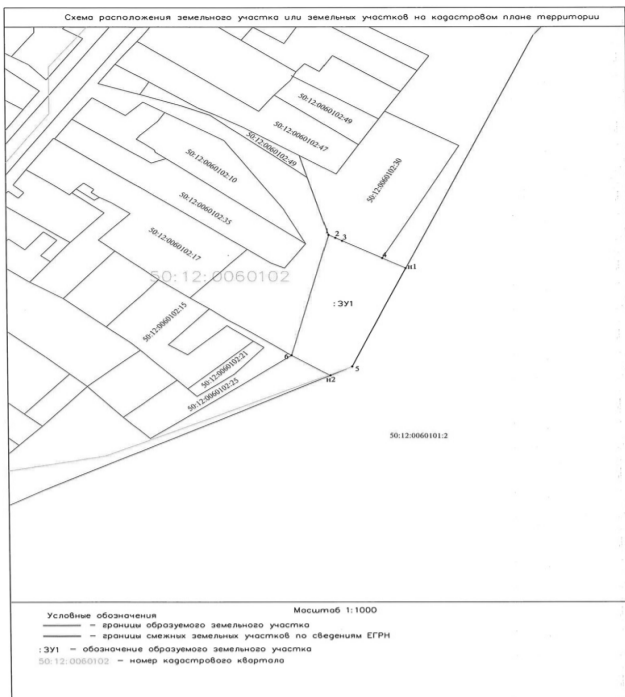 Схема расположения земельного участка или земельных участков на кадастровом плане территории
50:12:0060102:49
50:12:0060102:47
50:12:0060102:49
50:12:0060102:30
50:12:0060102:10
50:12:0060102:35
1
2
3
50:12:0060102:17
4
н1
50:12:0060102
:ЗУ1
50:12:0060102:15
6
50:12:0060102:21
5
н2
50:12:0060102:25
50:12:0060101:2
Масштаб 1:1000
Условные обозначения
– границы образуемого земельного участка
– границы смежных земельных участков по сведениям ЕГРН
:ЗУ1 – обозначение образуемого земельного участка
50:12:0060102 – номер кадастрового квартала